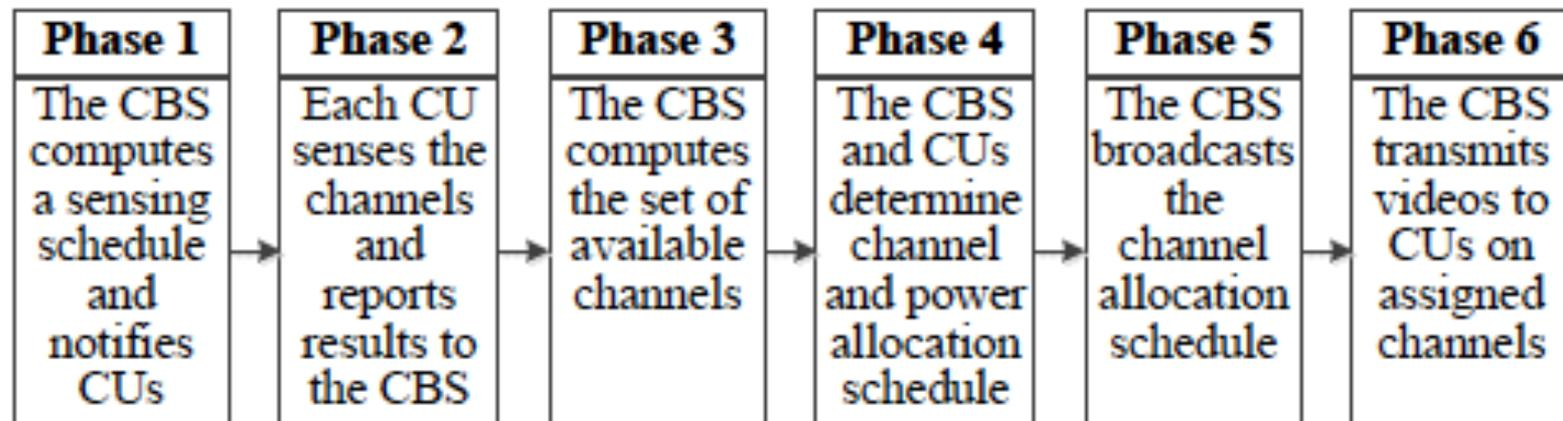 Phase 1
The CBS
computes
a sensing
schedule
and
notifies
CUs
Phase 2
Each CU
senses the
channels
and
reports
results to
the CBS
Phase 3
The CBS
computes
the set of
available
channels
Phase 4
The CBS
and CUs
determine
channel
and power
allocation
schedule
Phase 5
The CBS
broadcasts
the
channel
allocation
schedule
Phase 6
The CBS
transmits
videos to
CUs on
assigned
channels